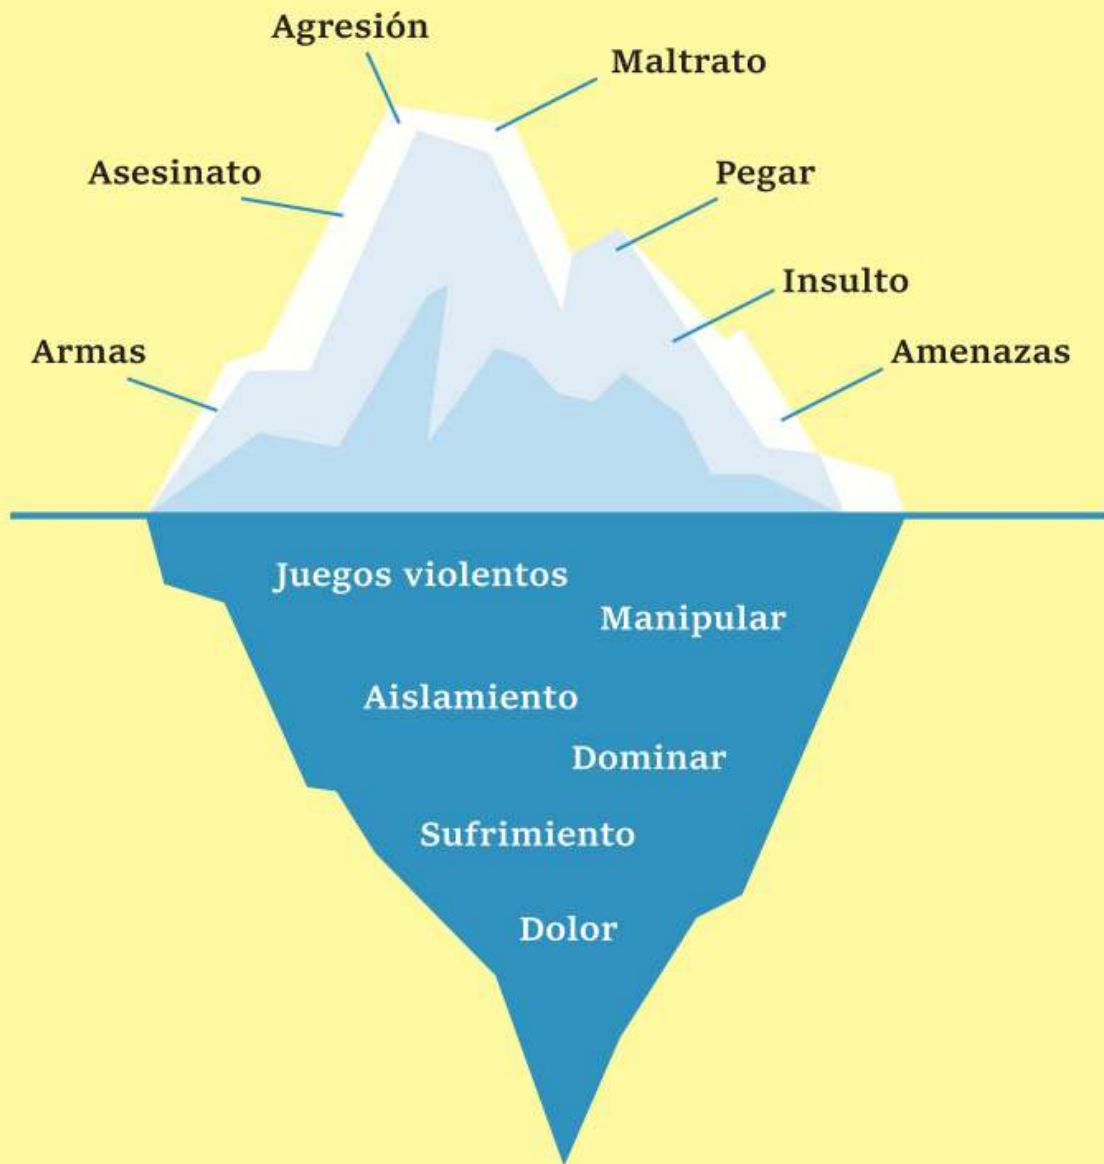 Agresión
Maltrato
Asesinato
Pegar
Insulto
Armas
Amenazas
Juegos violentos
Manipular
Aislamiento
Dominar
Sufrimiento
Dolor